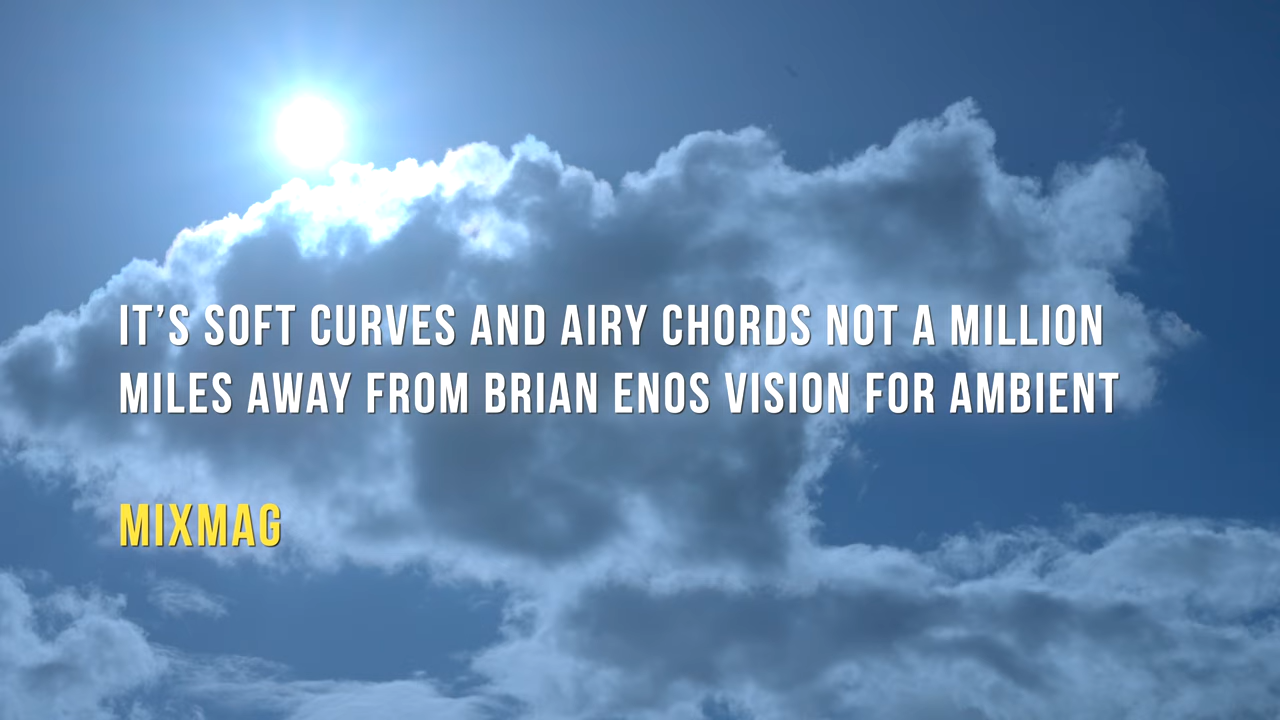 IT’S SOFT CURVES AND AIRY CHORDS NOT A MILLION
MILES AWAY FROM BRIAN ENOS VISION FOR AMBIENT
MIXMAG